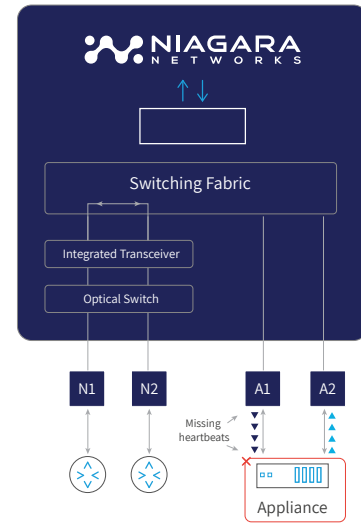 NIAGARA
NETWORKS
Switching Fabric
Integrated Transceiver
Optical Switch
N1
N2
A1
A2
Missing
heartbeats
Appliance